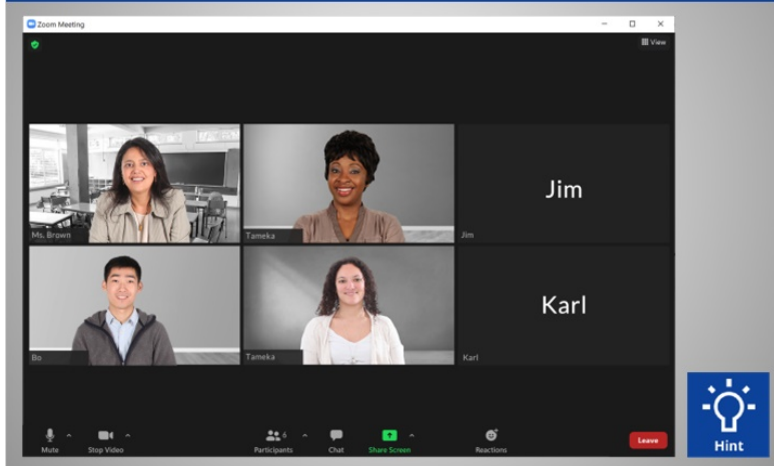 Zoom Meeting
View
Ms. Brown
Tameka
Jim
Jim
Bo
Tameka
Karl
Karl
Mute
Stop Video
6
Participants
Chat
Share Screen
Reactions
Leave
Hint